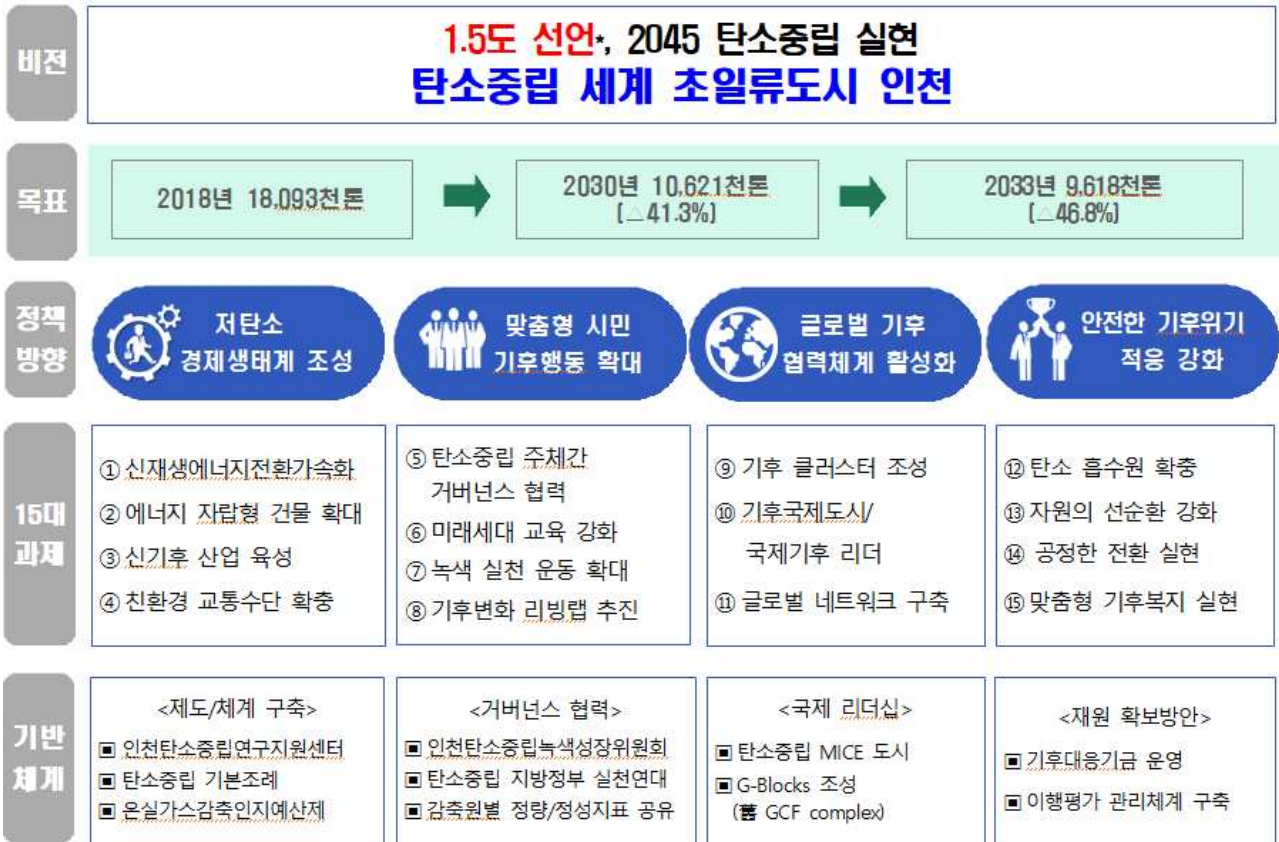 비전
1.5도 선언*, 2045 탄소중립 실현
탄소중립 세계 초일류도시 인천
목표
2018년 18,093천톤
2030년 10,621천톤
(△41.3%)
2033년 9,618천톤
(△46.8%)
정책
방향
저탄소
경제생태계 조성
맞춤형 시민
기후행동 확대
글로벌 기후
협력체계 활성화
안전한 기후위기
적응 강화
15대
과제
① 신재생에너지전환가속화
② 에너지 자랍형 건물 확대
③ 신기후 산업 육성
④ 친환경 교통수단 확충
⑤ 탄소중립 주체간
거버넌스 협력
⑥ 미래세대 교육 강화
⑦ 녹색 실천 운동 확대
⑧ 기후변화 리빙랩 추진
⑨ 기후 클러스터 조성
⑩ 기후국제도시/
국제기후 리더
⑪ 글로벌 네트워크 구축
⑫ 탄소 흡수원 확충
⑬ 자원의 선순환 강화
⑭ 공정한 전환 실현
⑮ 맞춤형 기후복지 실현
기반
체계
<제도/체계 구축>
▣ 인천탄소중립연구지원센터
▣ 탄소중립 기본조례
▣ 온실가스감축인지예산제
<거버넌스 협력>
▣ 인천탄소중립녹색성장위원회
▣ 탄소중립 지방정부 실천연대
▣ 감축원별 정량/정성지표 공유
<국제 리더십>
▣ 탄소중립 MICE 도시
▣ G-Blocks 조성
(舊 GCF complex)
<재원 확보방안>
▣ 기후대응기금 운영
▣ 이행평가 관리체계 구축